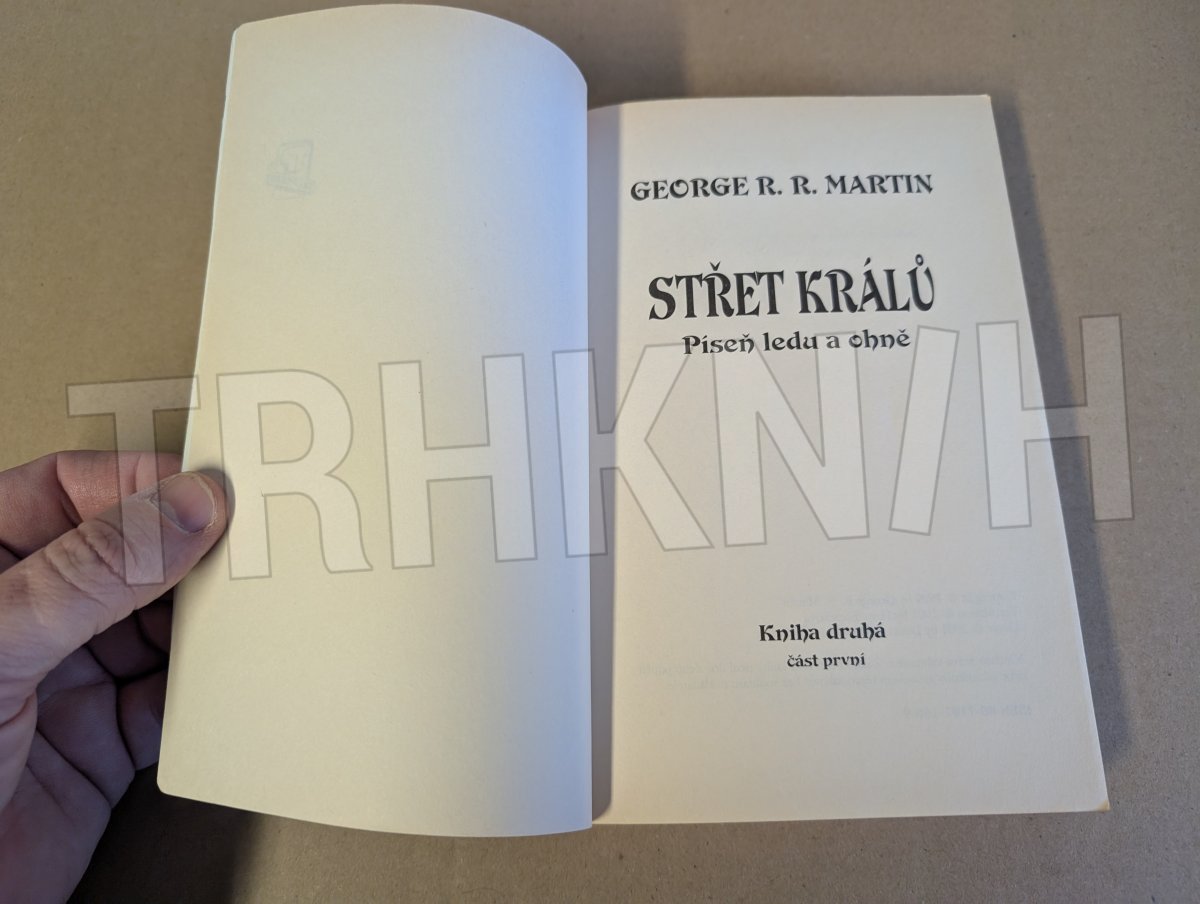 GEORGE R. R. MARTIN
STŘET KRÁLŮ
Píseň ledu a ohně
TRHKNIH
Kniha druhá
část první